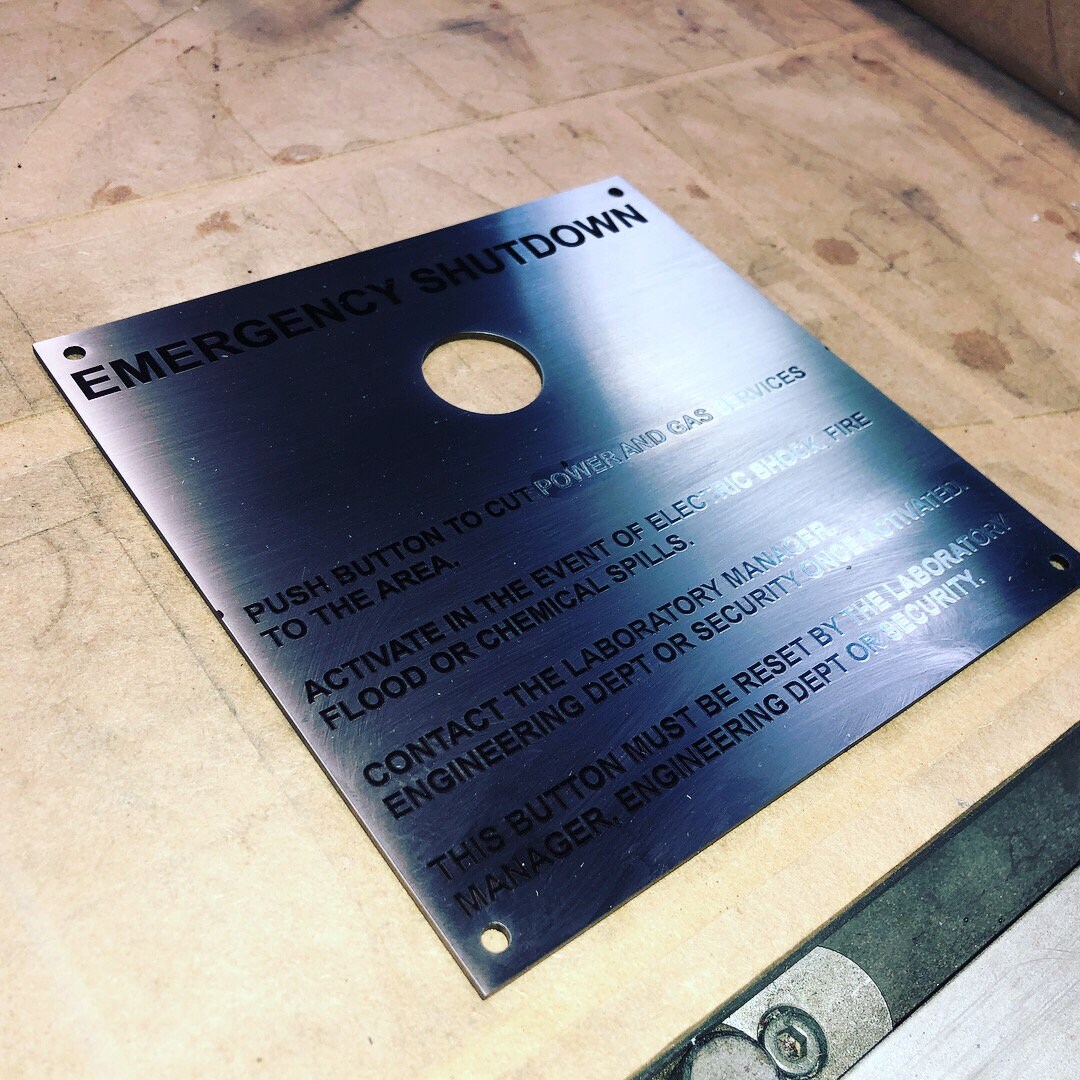 EMERGENCY SHUTDOWN
PUSH BUTTON TO CUT POWER AND GAS SERVICES
TO THE AREA.
ACTIVATE IN THE EVENT OF ELECTRIC SHOCK, FIRE
FLOOD OR CHEMICAL SPILLS.
CONTACT THE LABORATORY MANAGER,
ENGINEERING DEPT OR SECURITY ONCE ACTIVATED.
THIS BUTTON MUST BE RESET BY THE LABORATORY
MANAGER, ENGINEERING DEPT OR SECURITY.